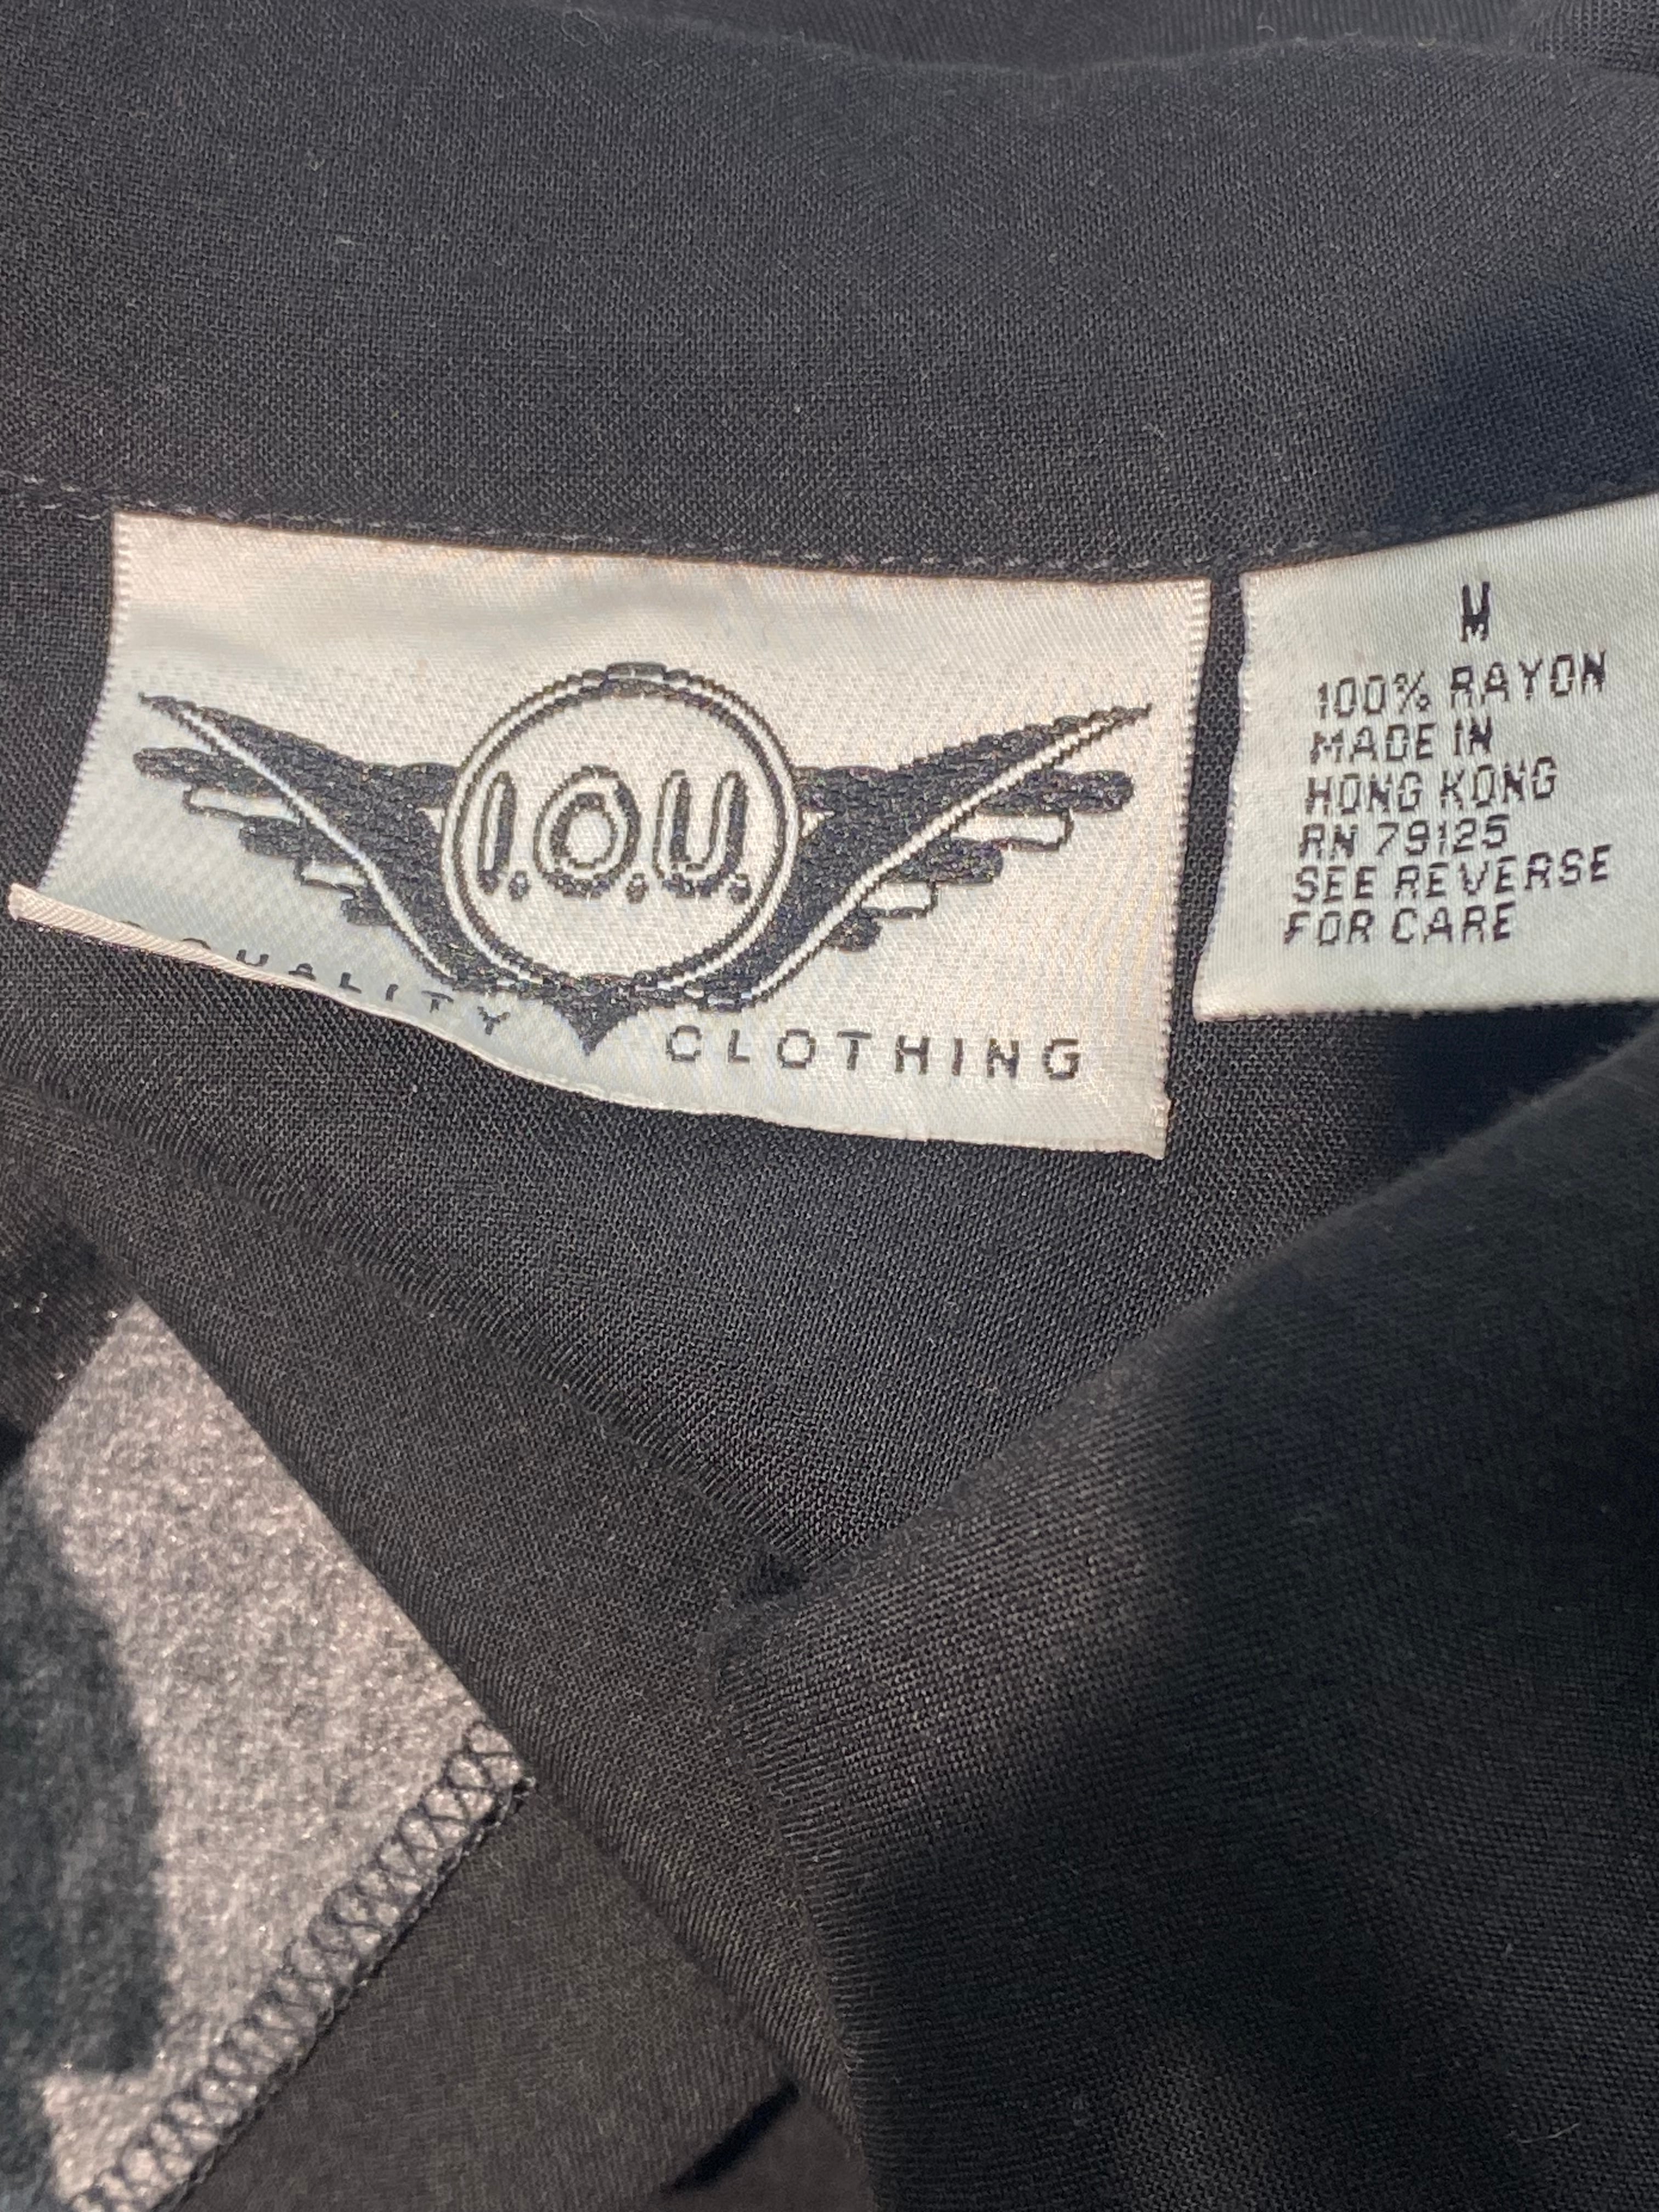 I.O.U.
QUALITY CLOTHING
M
100% RAYON
MADE IN
HONG KONG
RN 79125
SEE REVERSE
FOR CARE